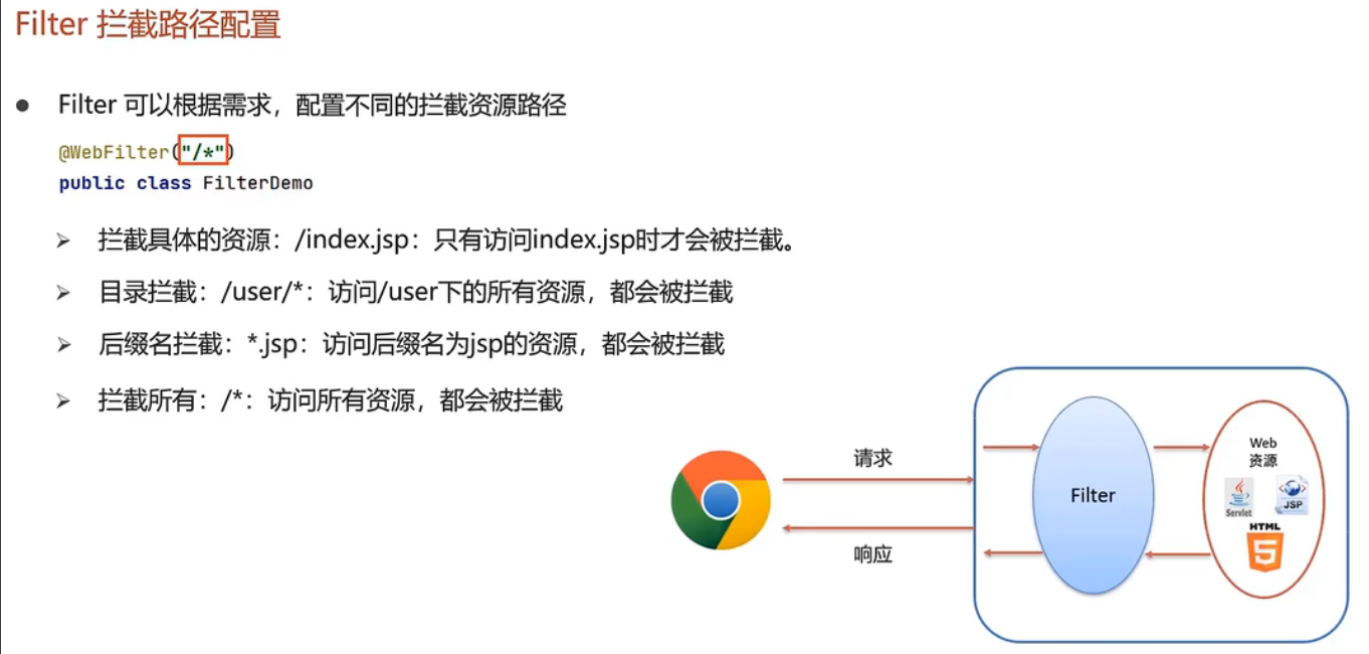 Filter 拦截路径配置
● Filter 可以根据需求，配置不同的拦截资源路径
@WebFilter("/*")
public class FilterDemo
➢ 拦截具体的资源：/index.jsp：只有访问index.jsp时才会被拦截。
➢ 目录拦截：/user/*：访问/user下的所有资源，都会被拦截
➢ 后缀名拦截：*.jsp：访问后缀名为jsp的资源，都会被拦截
➢ 拦截所有：/*：访问所有资源，都会被拦截
请求
响应
Filter
Web
资源
Servlet
JSP
HTML
5